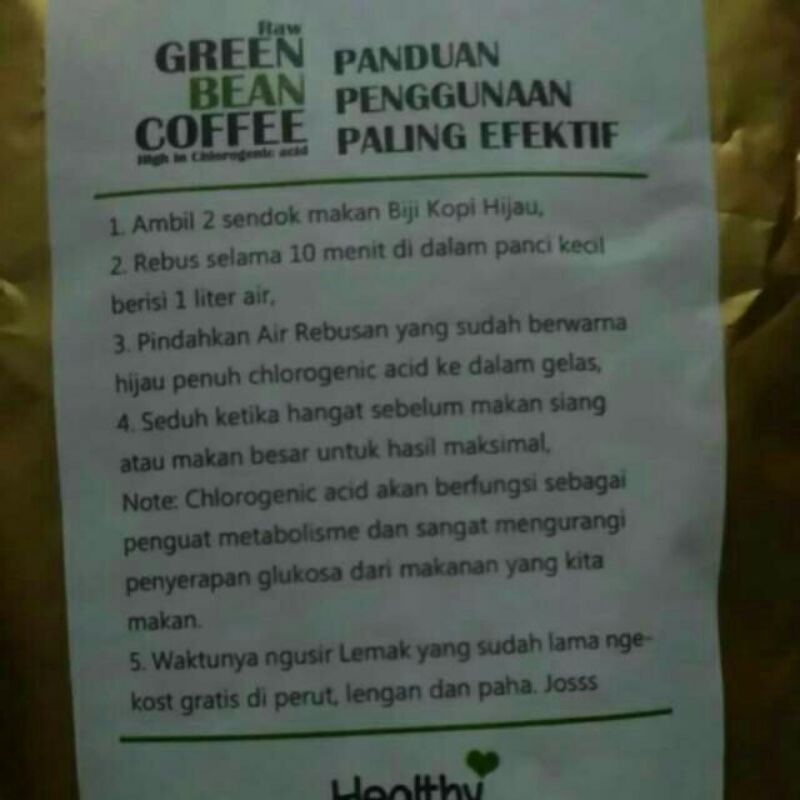 Raw
GREEN
BEAN
COFFEE
High in Chlorogenic acid
PANDUAN
PENGGUNAAN
PALING EFEKTIF
1. Ambil 2 sendok makan Biji Kopi Hijau,
2. Rebus selama 10 menit di dalam panci kecil
berisi 1 liter air,
3. Pindahkan Air Rebusan yang sudah berwarna
hijau penuh chlorogenic acid ke dalam gelas,
4. Seduh ketika hangat sebelum makan siang
atau makan besar untuk hasil maksimal,
Note: Chlorogenic acid akan berfungsi sebagai
penguat metabolisme dan sangat mengurangi
penyerapan glukosa dari makanan yang kita
makan.
5. Waktunya ngusir Lemak yang sudah lama nge-
kost gratis di perut, lengan dan paha. Josss
Healthy